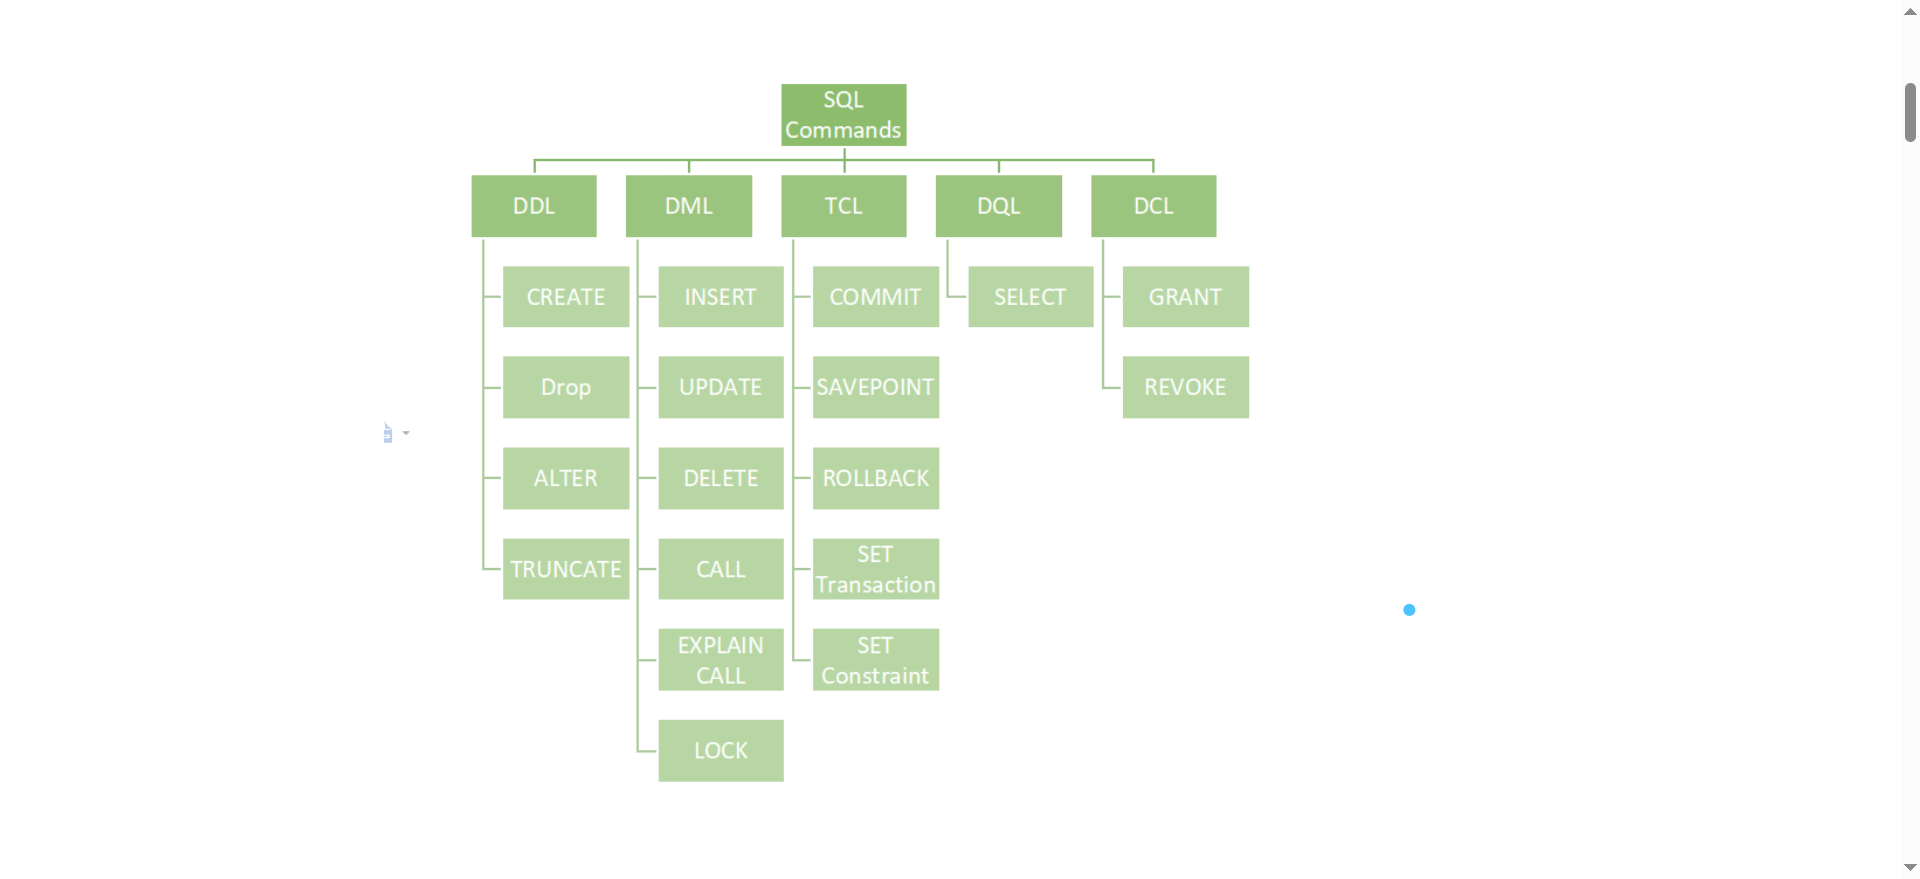 SQL
Commands
DDL
DML
TCL
DQL
DCL
CREATE
INSERT
COMMIT
SELECT
GRANT
Drop
UPDATE
SAVEPOINT
REVOKE
ALTER
DELETE
ROLLBACK
TRUNCATE
CALL
SET
Transaction
EXPLAIN
CALL
SET
Constraint
LOCK